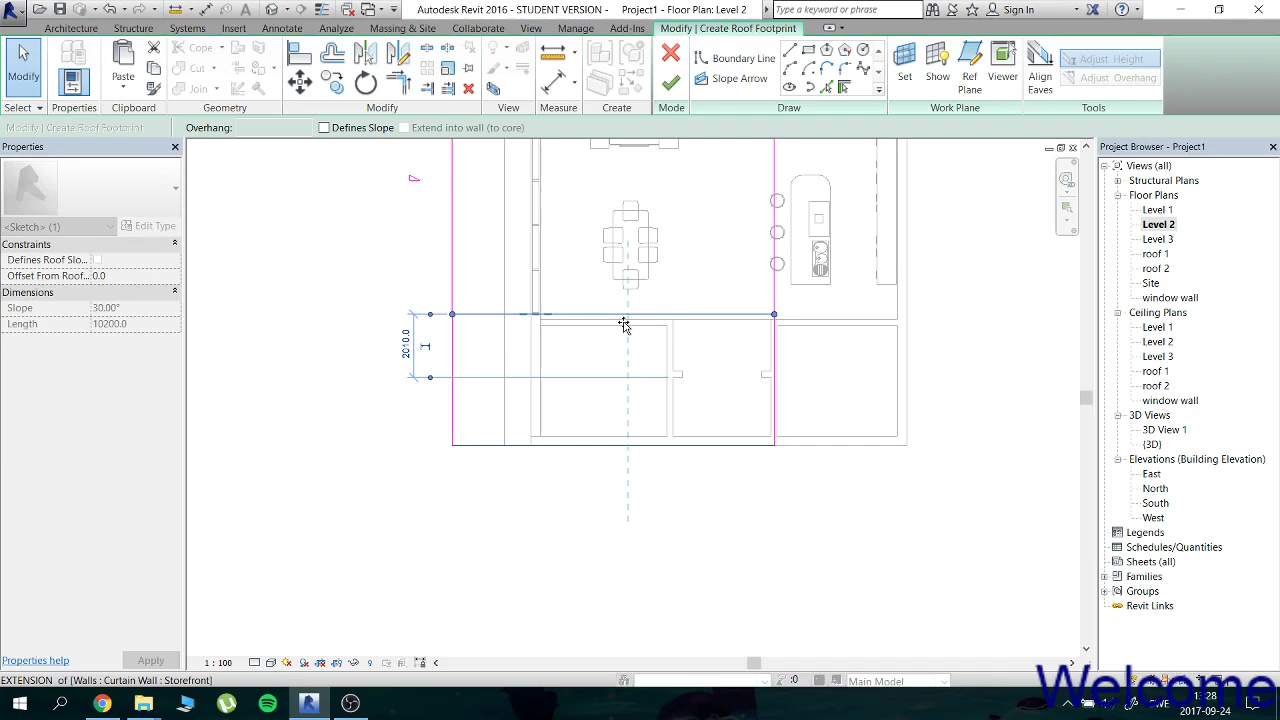 Autodesk Revit 2016 - STUDENT VERSION - Project1 - Floor Plan: Level 2
Type a keyword or phrase
Sign In
Architecture Structure Systems Insert Annotate Analyze Massing & Site Collaborate View Manage Add-Ins Modify | Create Roof Footprint
Modify
Properties
Paste
Cope
Cut
Join
Boundary Line
Slope Arrow
Set
Show
Ref Plane
Viewer
Align Eaves
Adjust Height
Adjust Overhang
Select Properties Clipboard Geometry Modify View Measure Create Mode Draw Work Plane Tools
Modify | Create Roof Footprint Overhang: Defines Slope Extend into wall (to core)
Properties
<Sketch> (1)
Edit Type
Constraints
Defines Roof Slo...
Offset From Roof... 0.0
Dimensions
Slope 30.00°
Length 10200.0
Properties help
Apply
2010.0
1 : 100
Project Browser - Project1
Views (all)
Structural Plans
Floor Plans
Level 1
Level 2
Level 3
roof 1
roof 2
Site
window wall
Ceiling Plans
Level 1
Level 2
Level 3
roof 1
roof 2
window wall
3D Views
3D View 1
{3D}
Elevations (Building Elevation)
East
North
South
West
Legends
Schedules/Quantities
Sheets (all)
Families
Groups
Revit Links
EXTENSION of [Walls : Curtain Wall : Storefront]
:0
Main Model
Welcome
2017-09-24